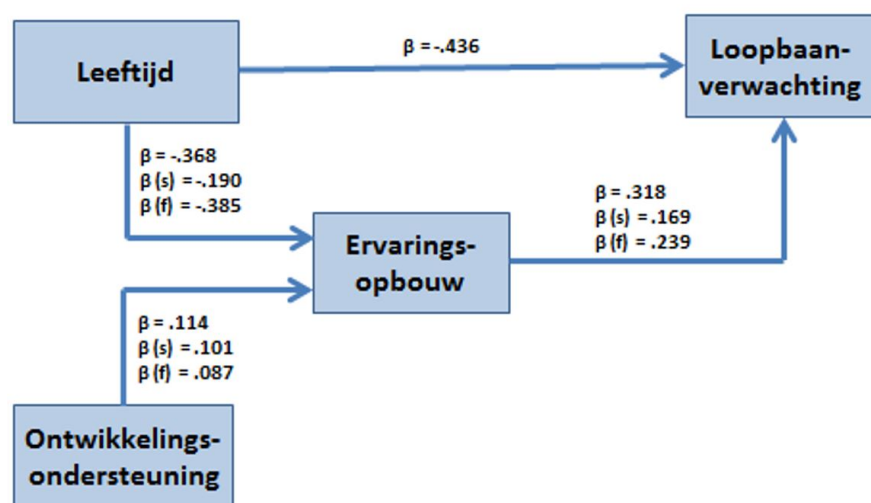 Leeftijd
β = -.436
Loopbaan-
verwachting
β = -.368
β (s) = -.190
β (f) = -.385
Ervarings-
opbouw
β = .318
β (s) = .169
β (f) = .239
β = .114
β (s) = .101
β (f) = .087
Ontwikkelings-
ondersteuning